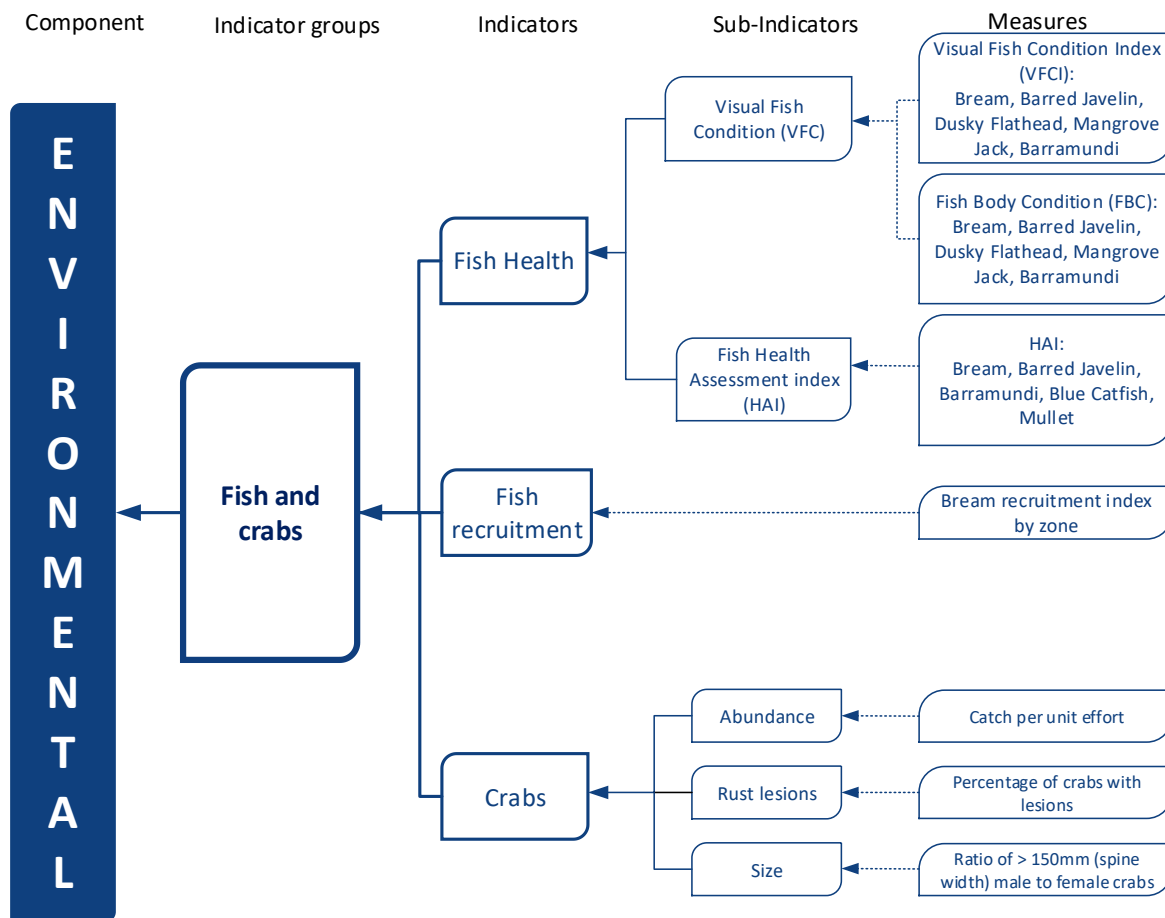 Component
Indicator groups
Indicators
Sub-Indicators
Measures
ENVIRONMENTAL
Fish and
crabs
Fish Health
Fish
recruitment
Crabs
Visual Fish
Condition (VFC)
Fish Health
Assessment index
(HAI)
Abundance
Rust lesions
Size
Visual Fish Condition Index
(VFCI):
Bream, Barred Javelin,
Dusky Flathead, Mangrove
Jack, Barramundi
Fish Body Condition (FBC):
Bream, Barred Javelin,
Dusky Flathead, Mangrove
Jack, Barramundi
HAI:
Bream, Barred Javelin,
Barramundi, Blue Catfish,
Mullet
Bream recruitment index
by zone
Catch per unit effort
Percentage of crabs with
lesions
Ratio of > 150mm (spine
width) male to female crabs